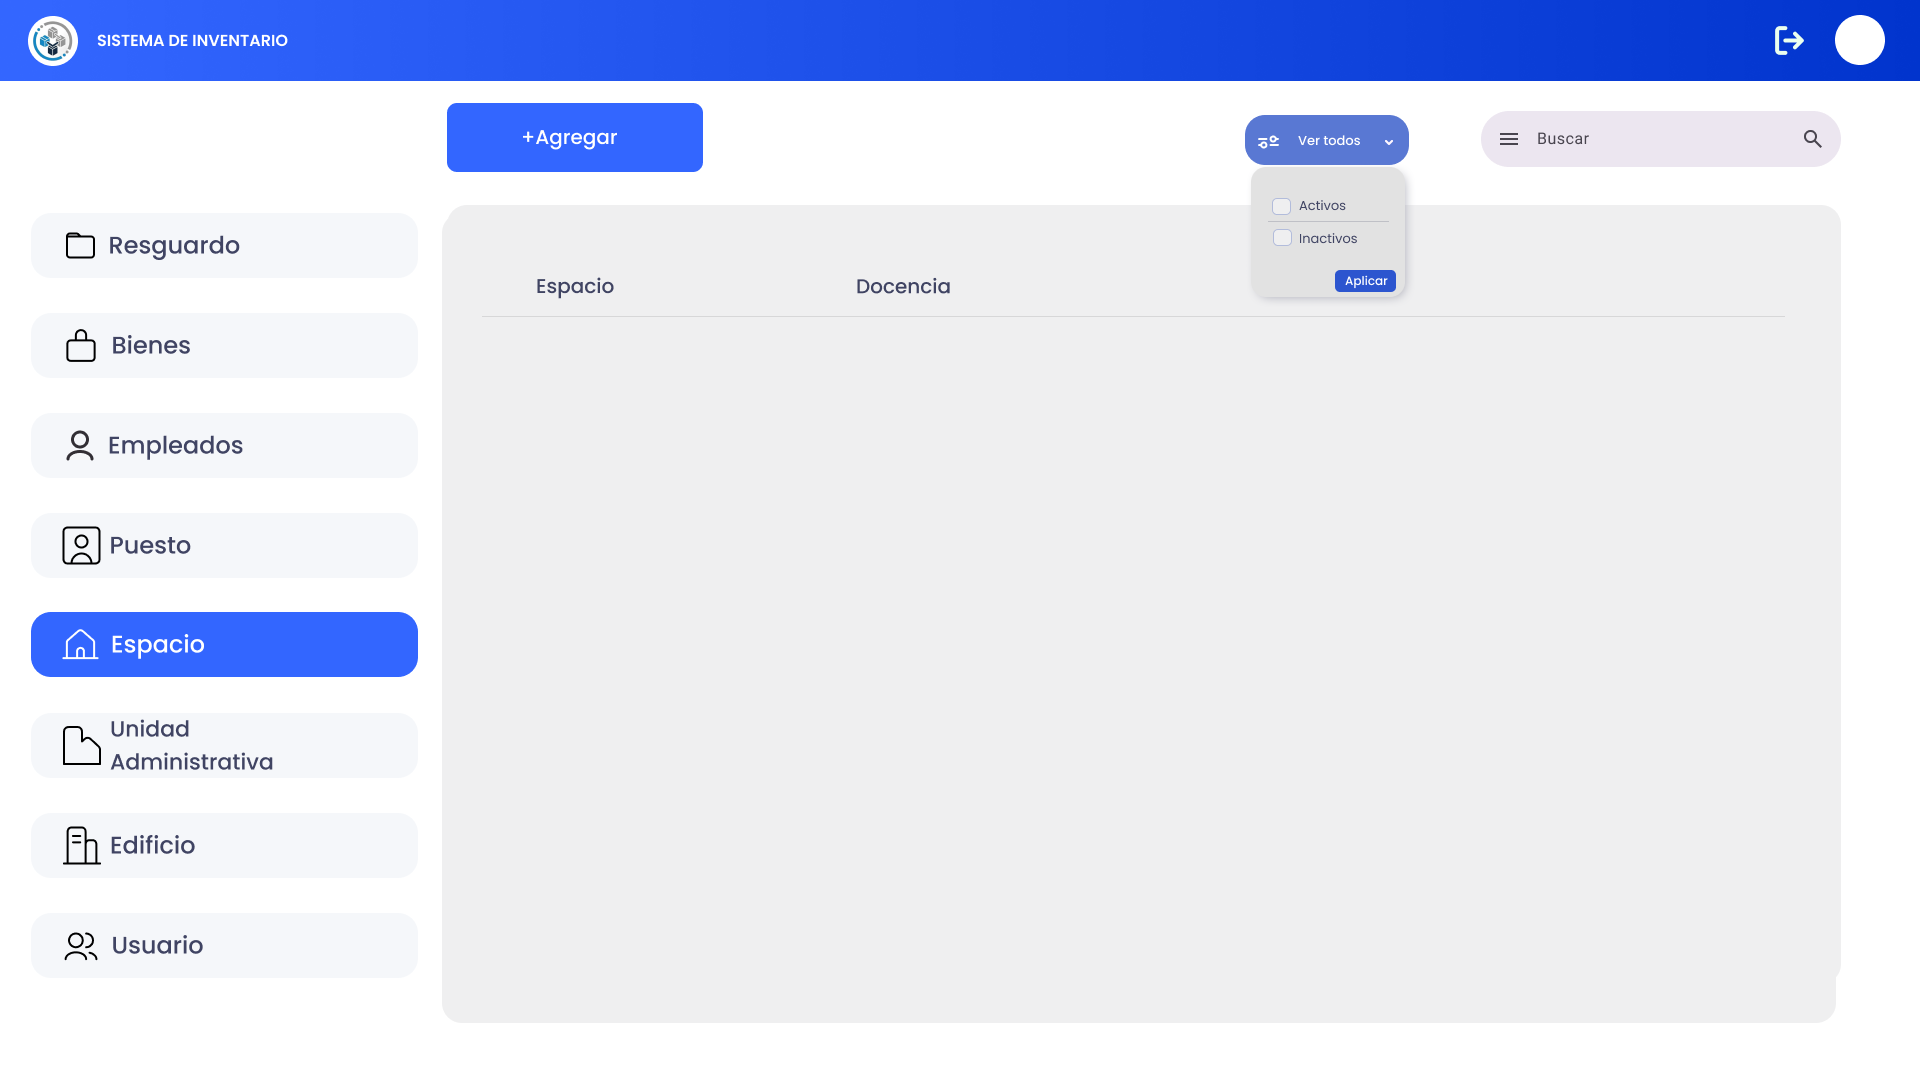 SISTEMA DE INVENTARIO
+Agregar
Ver todos
Buscar
Activos
Inactivos
Aplicar
Resguardo
Bienes
Empleados
Puesto
Espacio
Unidad
Administrativa
Edificio
Usuario
Espacio
Docencia